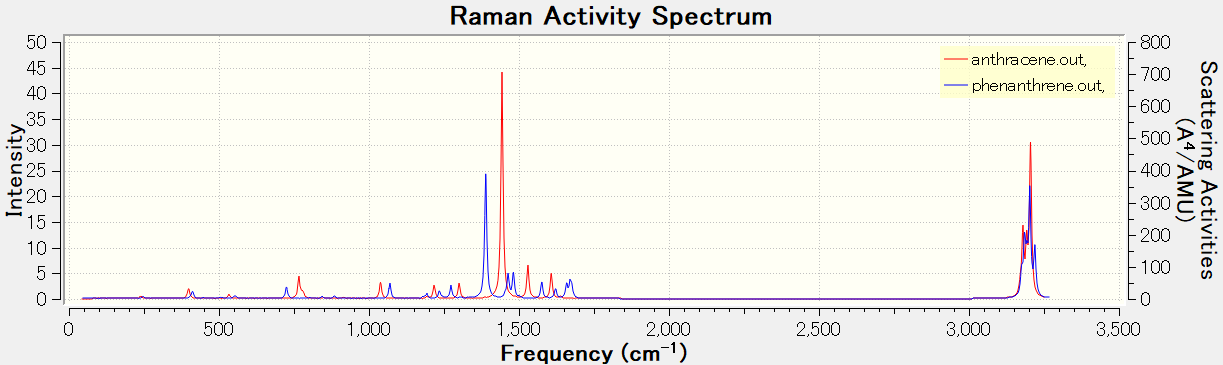 Raman Activity Spectrum
50
45
40
35
30
25
20
15
10
5
0
Intensity
800
700
600
500
400
300
200
100
0
Scattering Activities
(A⁴/AMU)
anthracene.out,
phenanthrene.out,
0 500 1,000 1,500 2,000 2,500 3,000 3,500
Frequency (cm⁻¹)